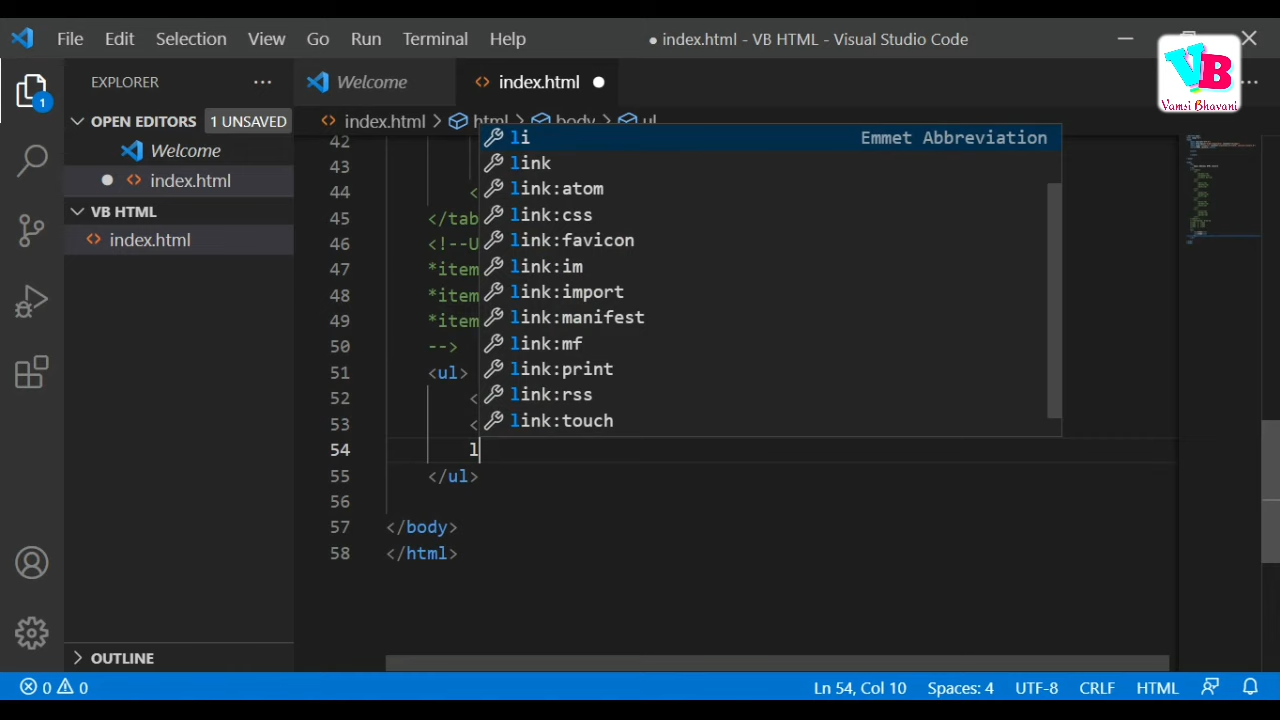 File Edit Selection View Go Run Terminal Help
● index.html - VB HTML - Visual Studio Code
VB
Vamsi Bhavani
EXPLORER
OPEN EDITORS 1 UNSAVED
Welcome
index.html
VB HTML
index.html
OUTLINE
1
Welcome
index.html
index.html > html > body > ul
42
43
44 <
45 </tab
46 <!--U
47 *item
48 *item
49 *item
50 -->
51 <ul>
52 <
53 <
54 l
55 </ul>
56
57 </body>
58 </html>
li Emmet Abbreviation
link
link:atom
link:css
link:favicon
link:im
link:import
link:manifest
link:mf
link:print
link:rss
link:touch
0 0 Ln 54, Col 10 Spaces: 4 UTF-8 CRLF HTML